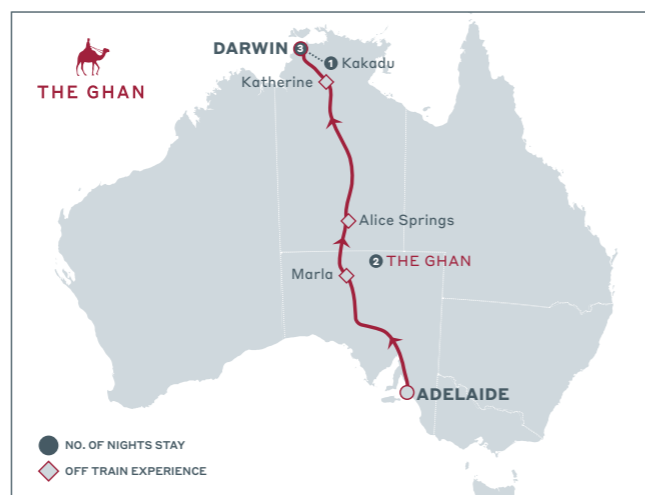 THE GHAN
DARWIN 3
1 Kakadu
Katherine
Alice Springs
2 THE GHAN
Marla
ADELAIDE
NO. OF NIGHTS STAY
OFF TRAIN EXPERIENCE